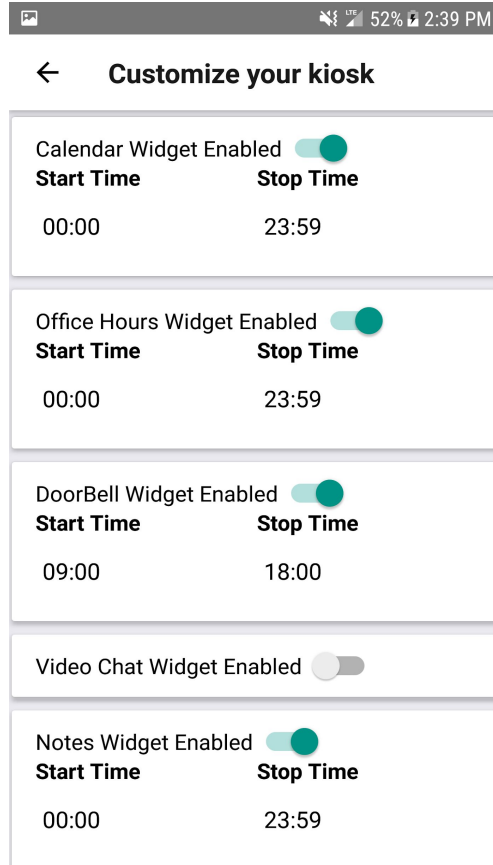 LTE 52% 2:39 PM
Customize your kiosk
Calendar Widget Enabled
Start Time Stop Time
00:00 23:59
Office Hours Widget Enabled
Start Time Stop Time
00:00 23:59
DoorBell Widget Enabled
Start Time Stop Time
09:00 18:00
Video Chat Widget Enabled
Notes Widget Enabled
Start Time Stop Time
00:00 23:59